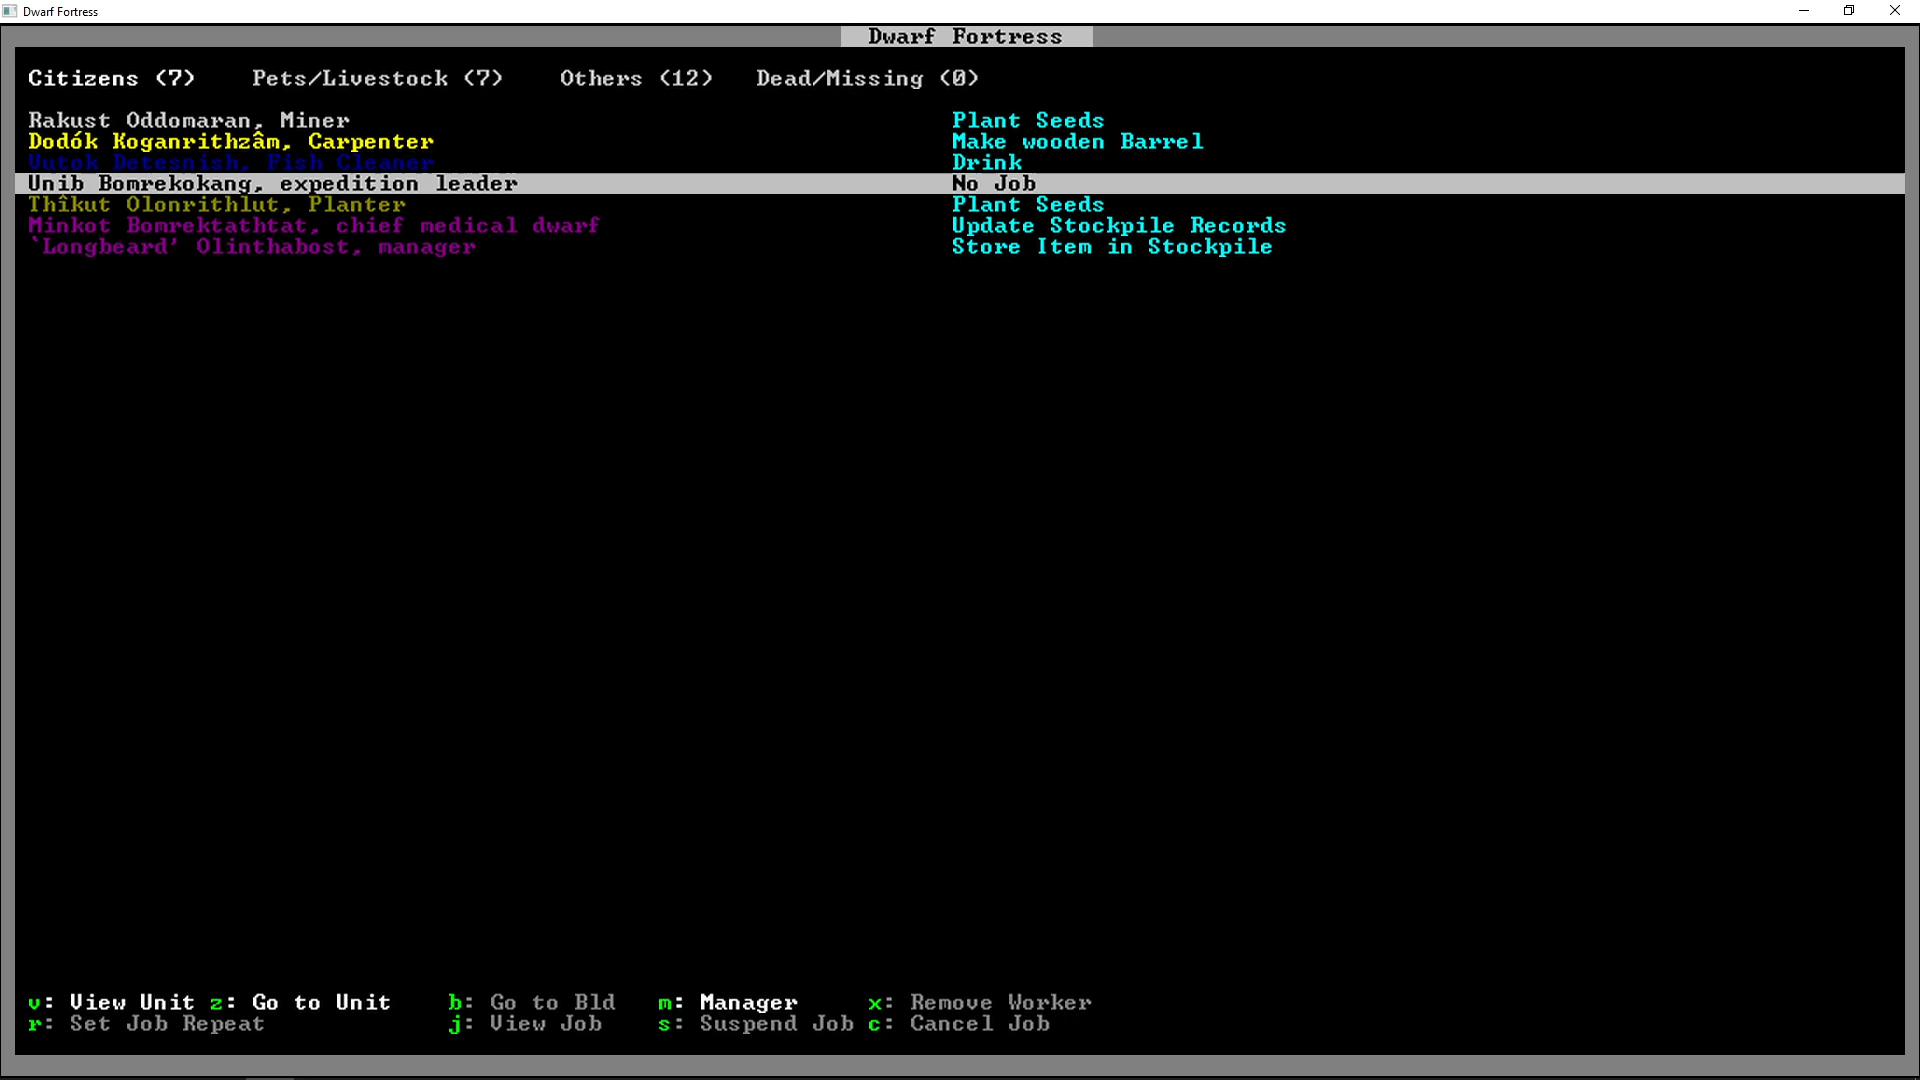 Dwarf Fortress
Dwarf Fortress
Citizens (7) Pets/Livestock (7) Others (12) Dead/Missing (0)
Rakust Oddomaran, Miner Plant Seeds
Dodók Koganrithzâm, Carpenter Make wooden Barrel
Vutok Detesnish, Fish Cleaner Drink
Unib Bomrekokang, expedition leader No Job
Thîkut Olonrithlut, Planter Plant Seeds
Minkot Bomrektathtat, chief medical dwarf Update Stockpile Records
`Longbeard' Olinthabost, manager Store Item in Stockpile
v: View Unit z: Go to Unit b: Go to Bld m: Manager x: Remove Worker
r: Set Job Repeat j: View Job s: Suspend Job c: Cancel Job